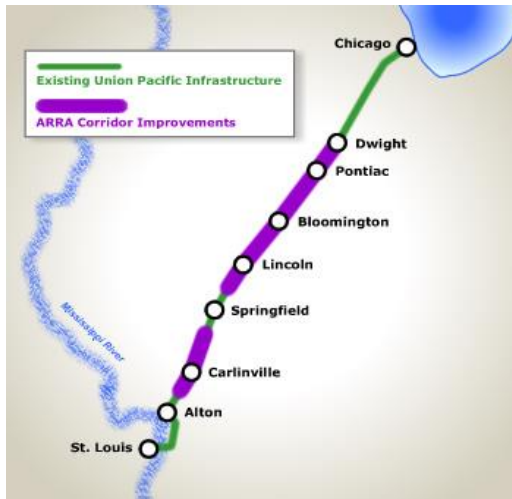 Chicago
Existing Union Pacific Infrastructure
ARRA Corridor Improvements
Dwight
Pontiac
Bloomington
Lincoln
Springfield
Mississippi River
Carlinville
Alton
St. Louis